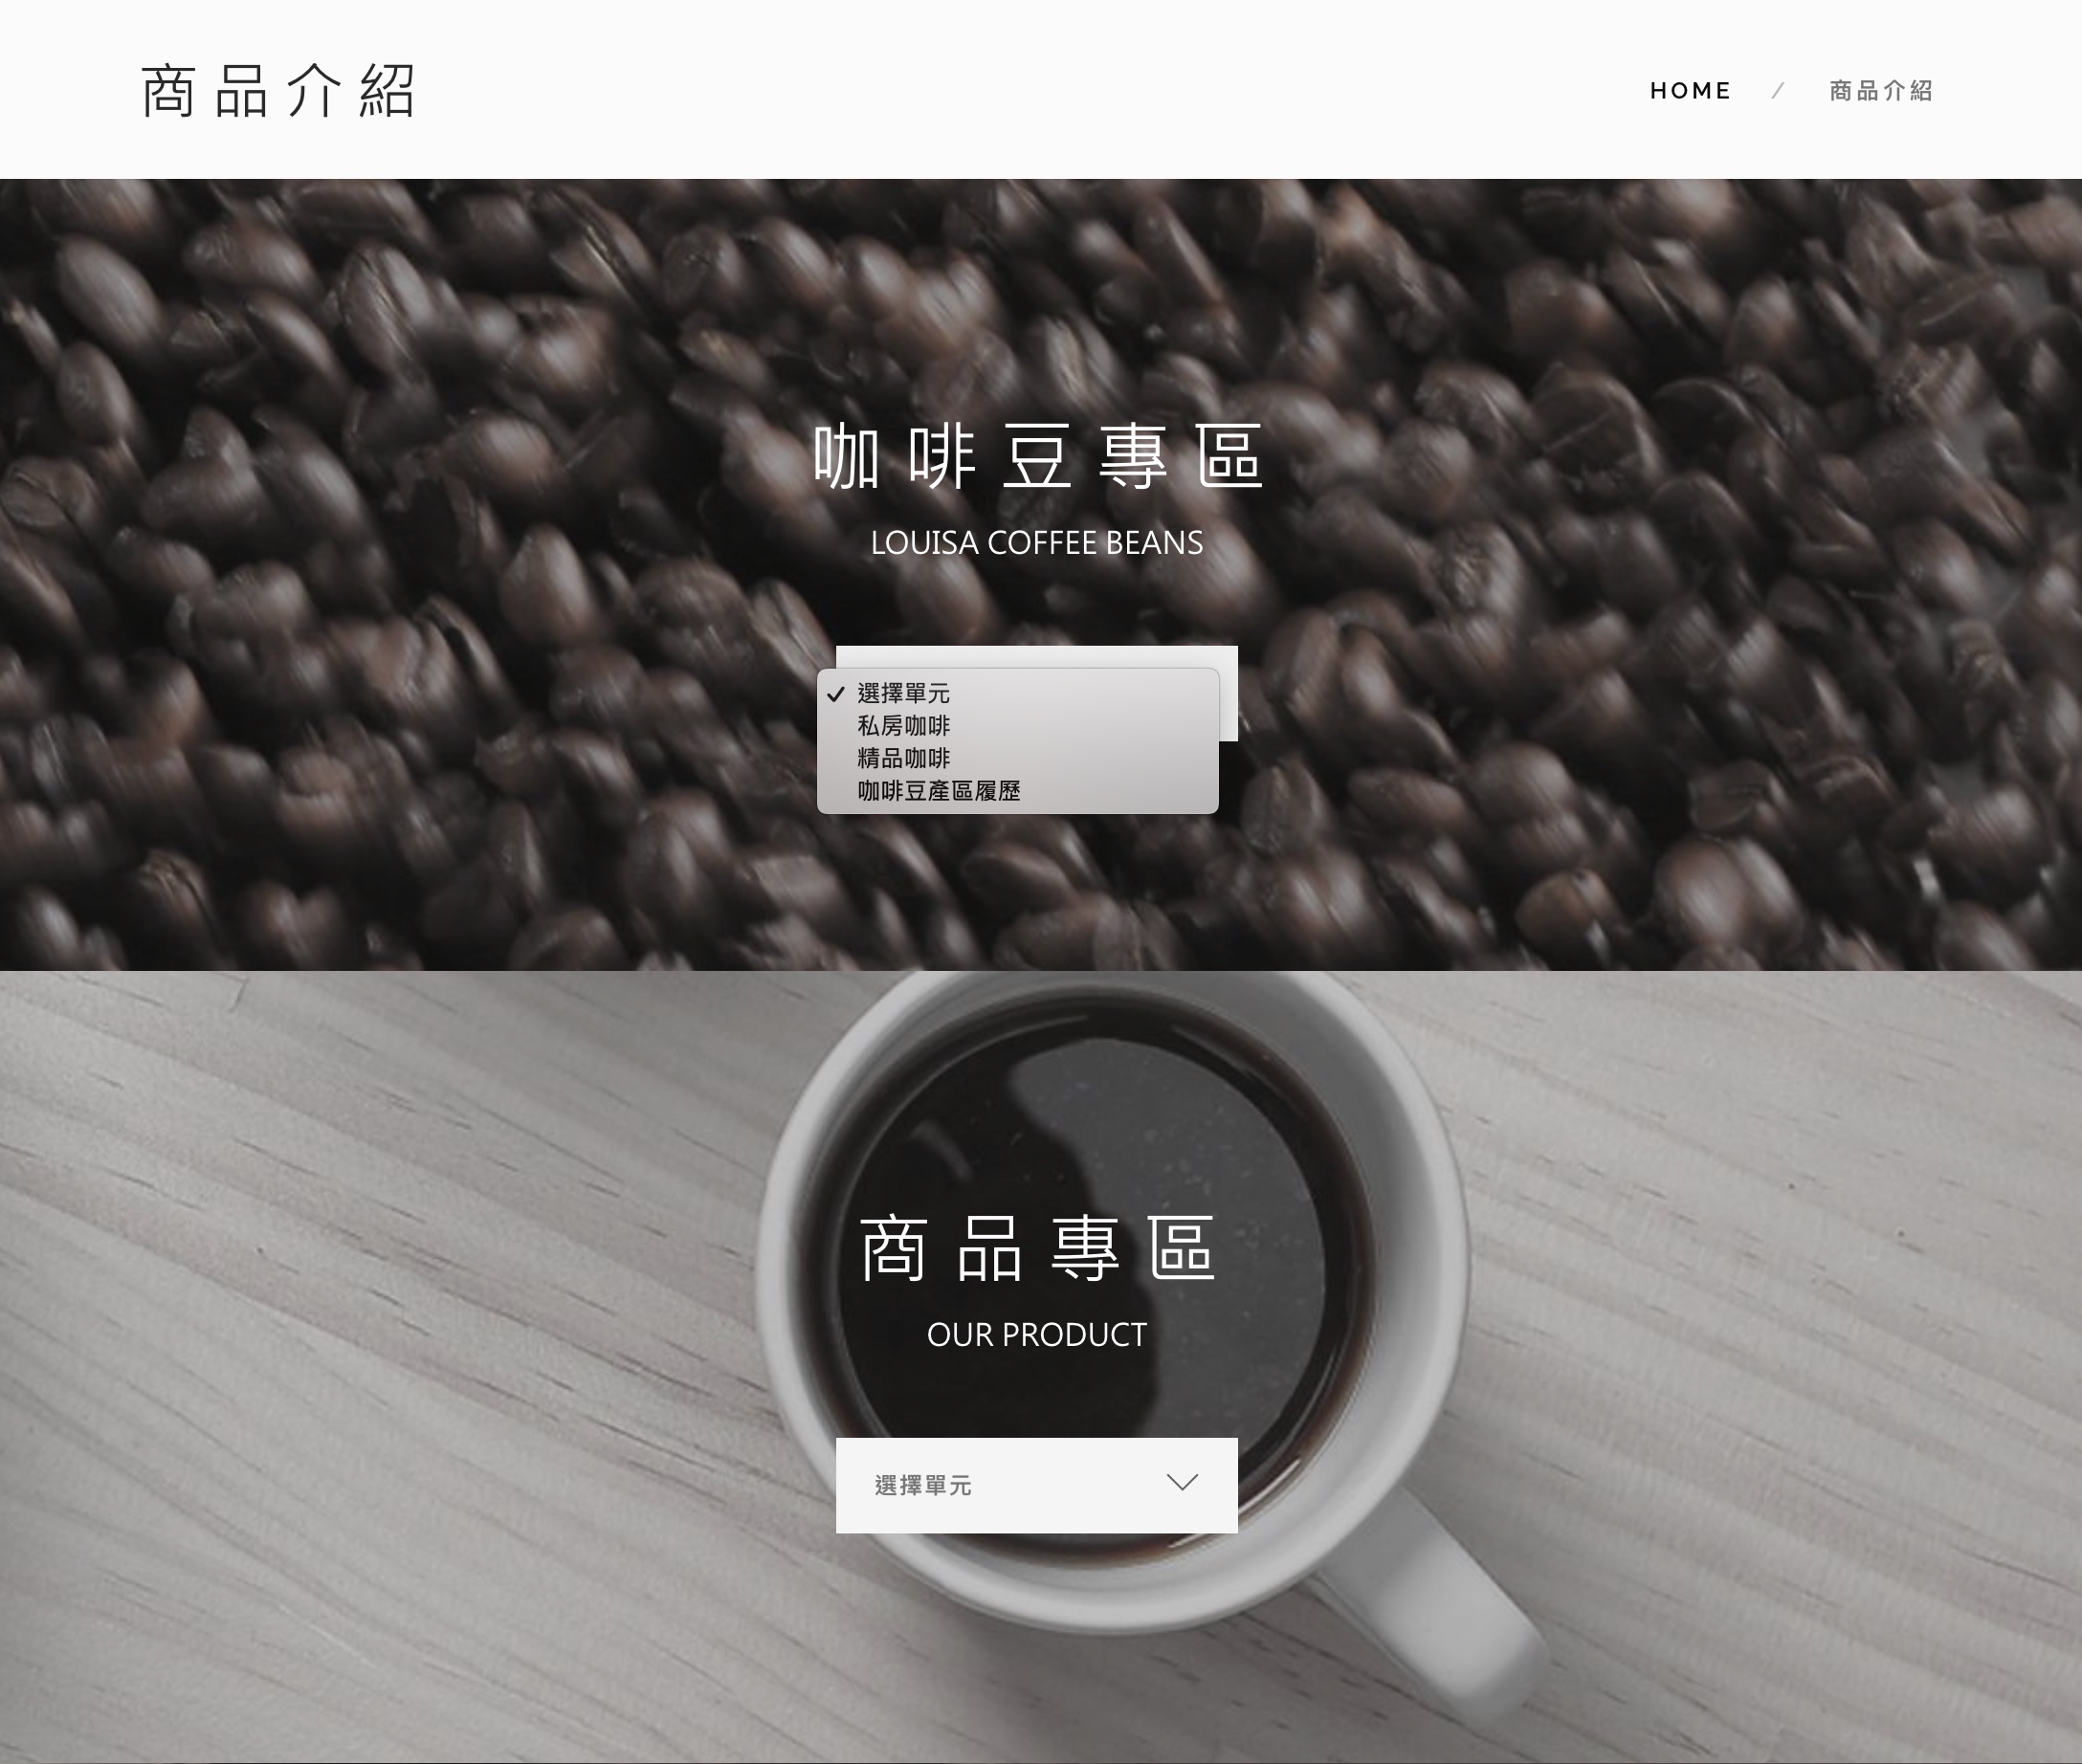 商品介紹
HOME / 商品介紹
咖啡豆專區
LOUISA COFFEE BEANS
✓ 選擇單元
私房咖啡
精品咖啡
咖啡豆產區履歷
商品專區
OUR PRODUCT
選擇單元